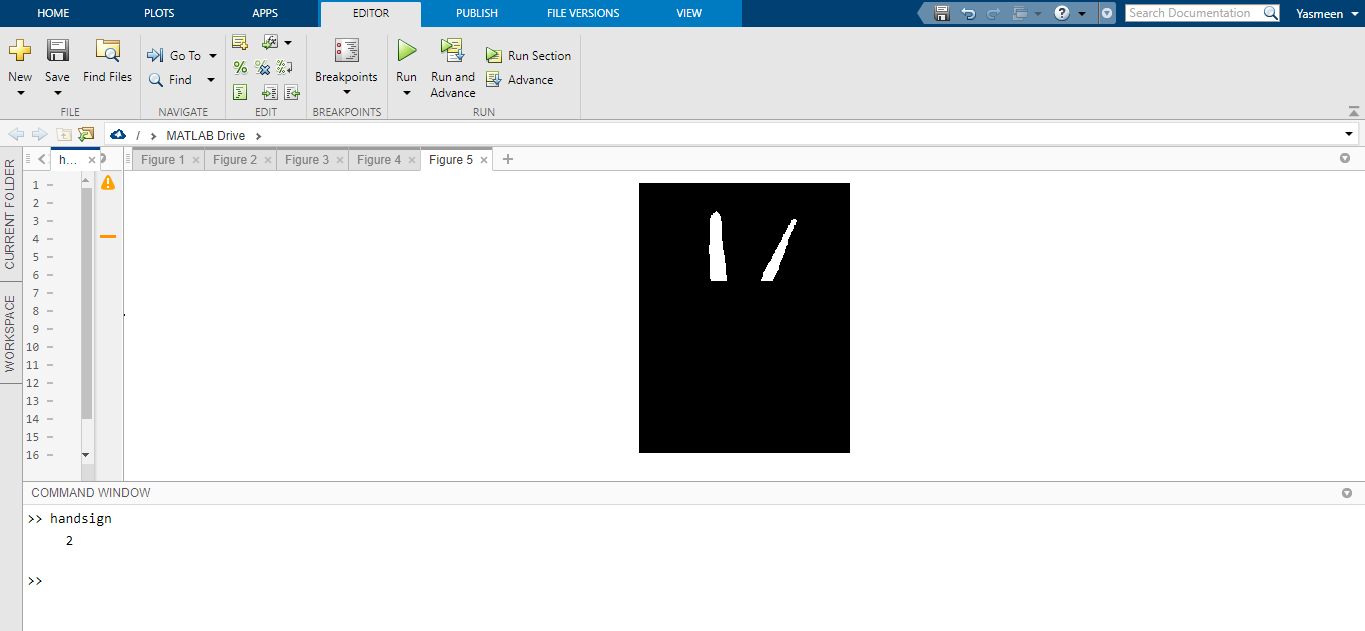 HOME PLOTS APPS EDITOR PUBLISH FILE VERSIONS VIEW Search Documentation Yasmeen
New Save Find Files Go To Find Breakpoints Run Run and Advance Run Section Advance
FILE NAVIGATE EDIT BREAKPOINTS RUN
/ MATLAB Drive
h... Figure 1 Figure 2 Figure 3 Figure 4 Figure 5
CURRENT FOLDER
WORKSPACE
1
2
3
4
5
6
7
8
9
10
11
12
13
14
15
16
COMMAND WINDOW
>> handsign
2
>>